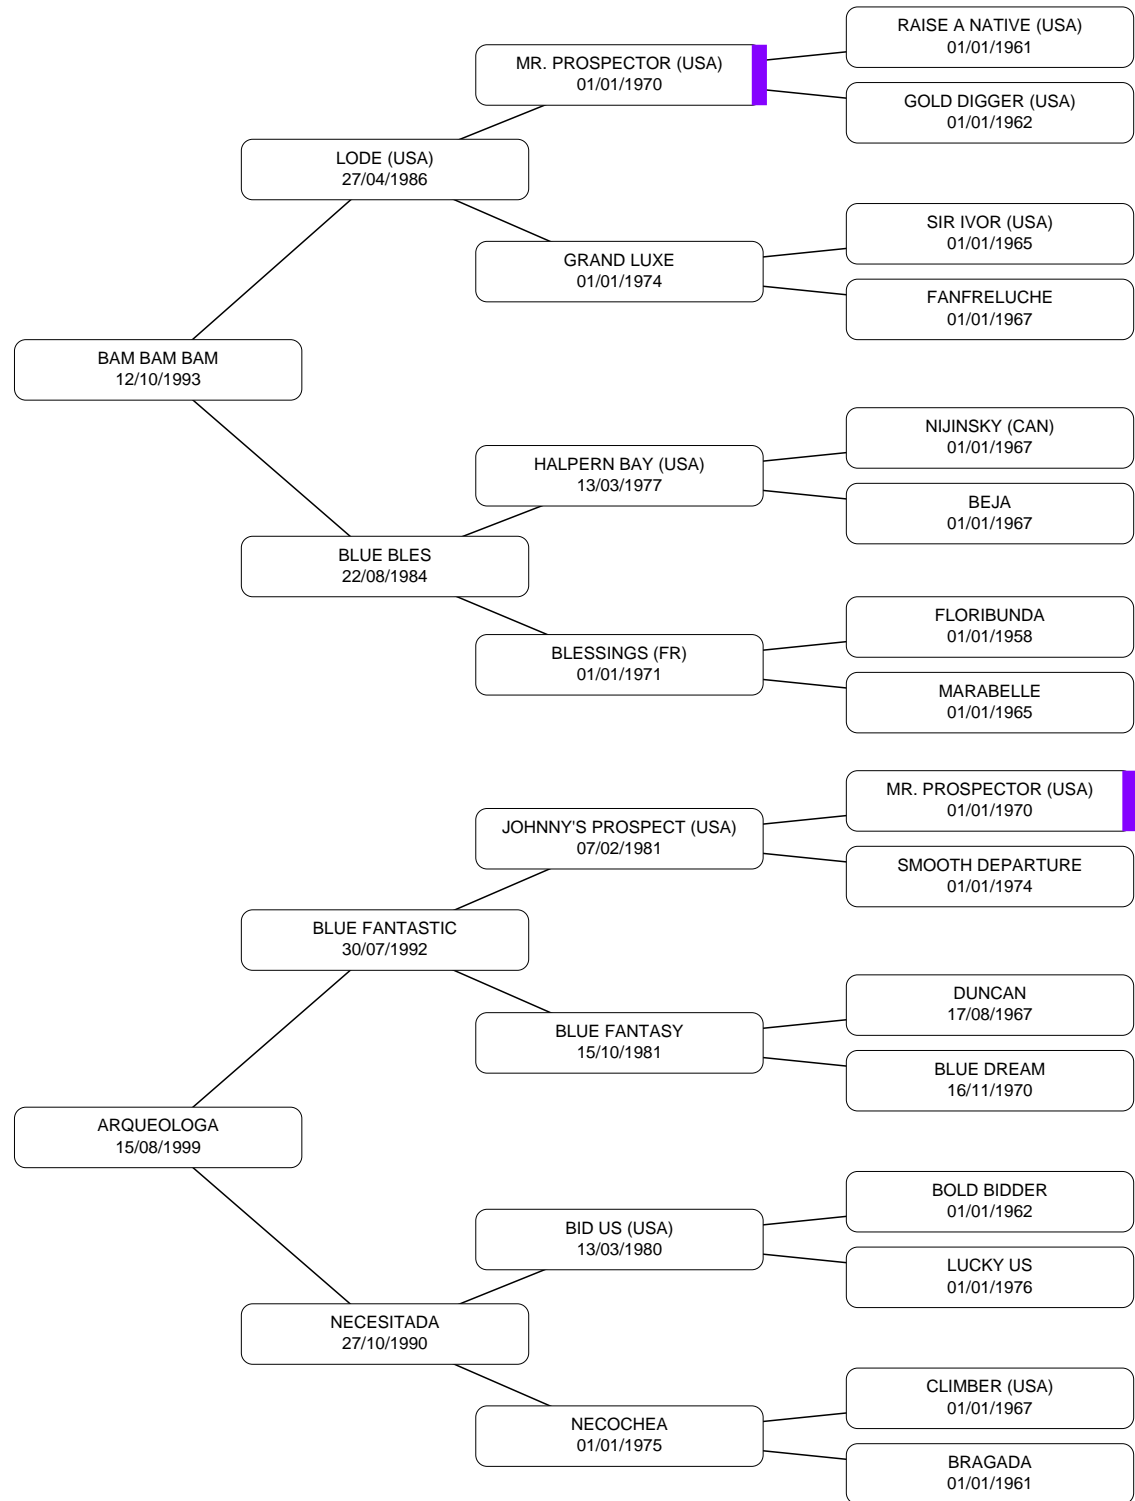 RAISE A NATIVE (USA)
01/01/1961
MR. PROSPECTOR (USA)
01/01/1970
GOLD DIGGER (USA)
01/01/1962
LODE (USA)
27/04/1986
SIR IVOR (USA)
01/01/1965
GRAND LUXE
01/01/1974
FANFRELUCHE
01/01/1967
BAM BAM BAM
12/10/1993
NIJINSKY (CAN)
01/01/1967
HALPERN BAY (USA)
13/03/1977
BEJA
01/01/1967
BLUE BLES
22/08/1984
FLORIBUNDA
01/01/1958
BLESSINGS (FR)
01/01/1971
MARABELLE
01/01/1965
MR. PROSPECTOR (USA)
01/01/1970
JOHNNY'S PROSPECT (USA)
07/02/1981
SMOOTH DEPARTURE
01/01/1974
BLUE FANTASTIC
30/07/1992
DUNCAN
17/08/1967
BLUE FANTASY
15/10/1981
BLUE DREAM
16/11/1970
ARQUEOLOGA
15/08/1999
BOLD BIDDER
01/01/1962
BID US (USA)
13/03/1980
LUCKY US
01/01/1976
NECESITADA
27/10/1990
CLIMBER (USA)
01/01/1967
NECOCHEA
01/01/1975
BRAGADA
01/01/1961